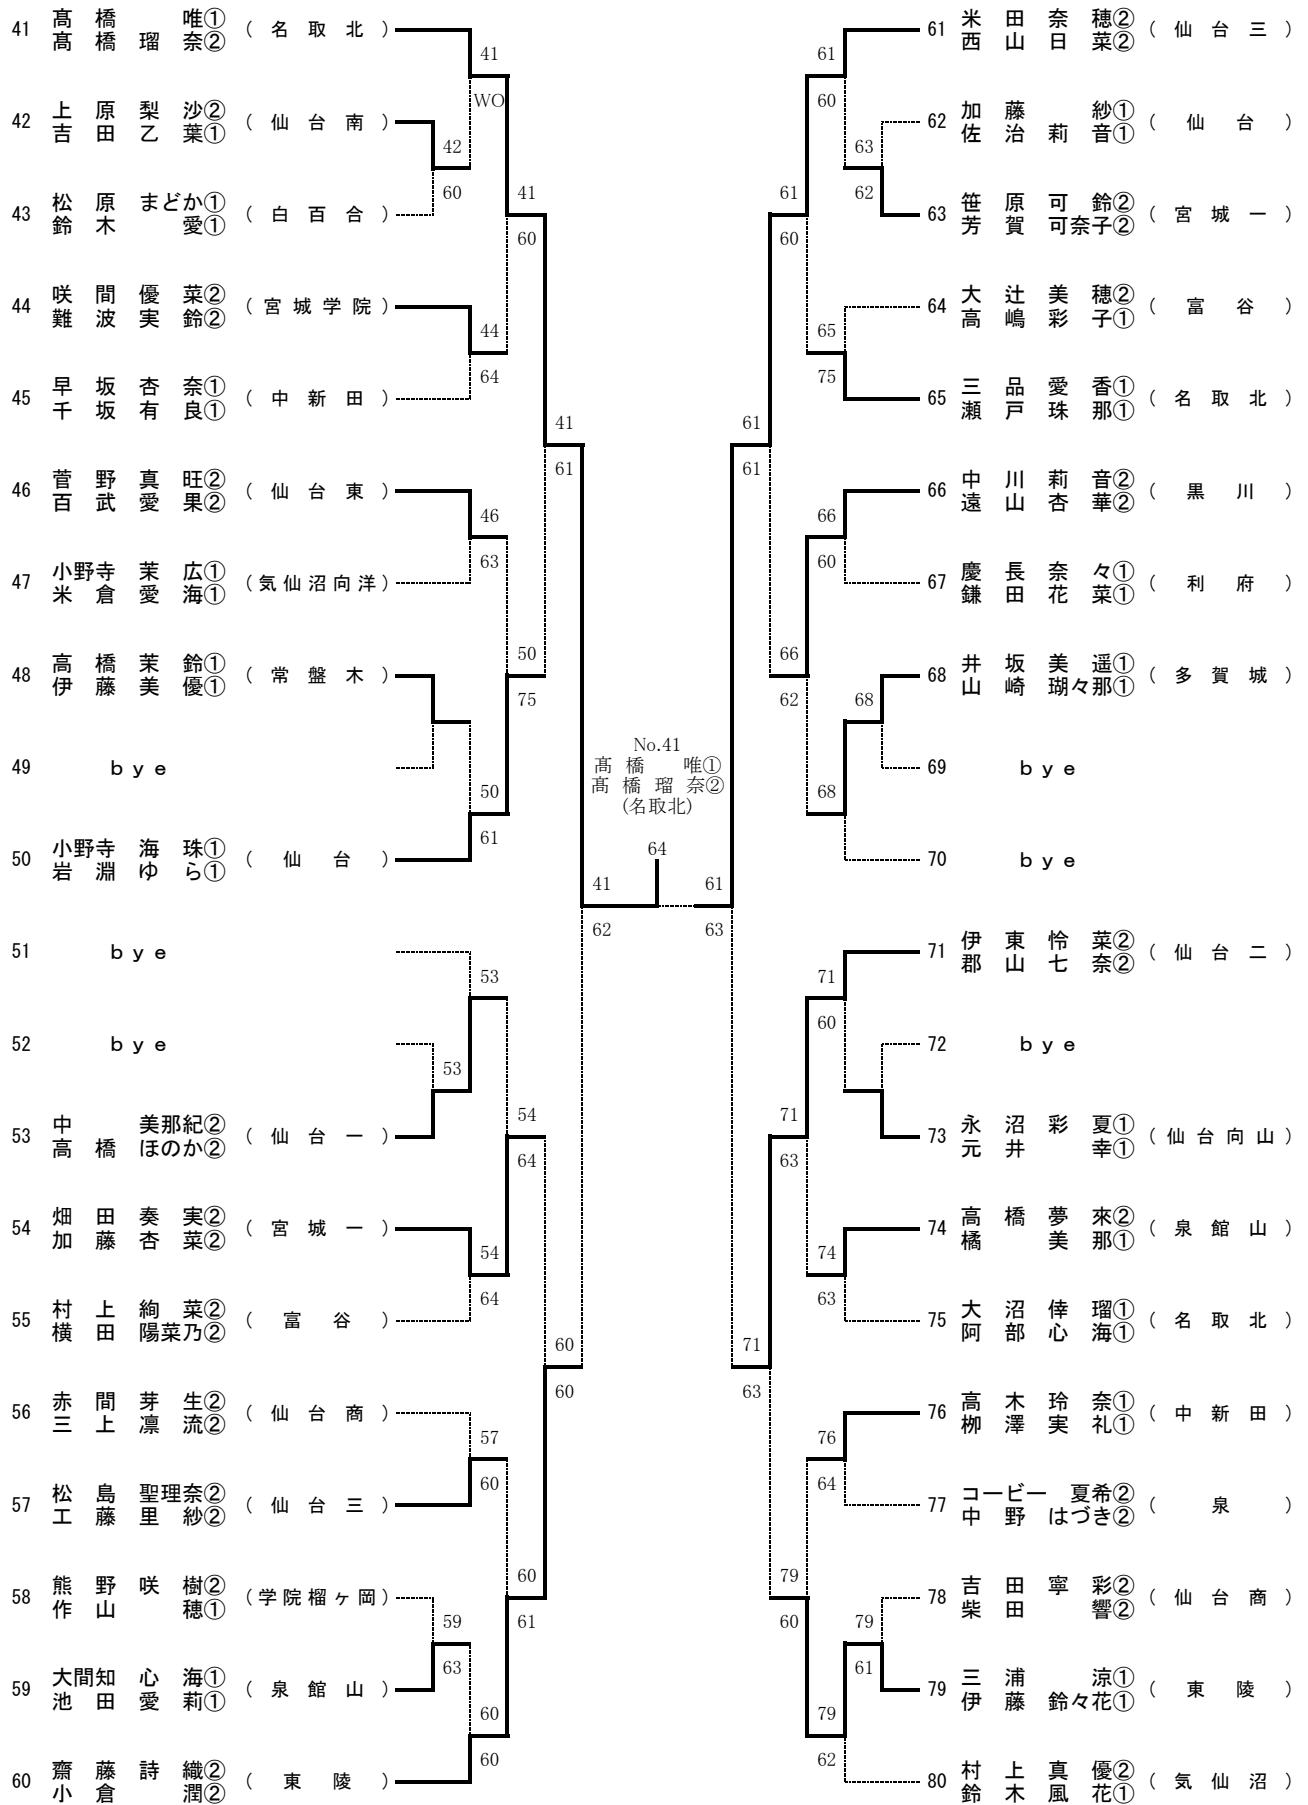 41 髙橋 唯① 髙橋瑠奈② (名取北)
42 上原梨沙② 吉田乙葉① (仙台南)
43 松原まどか① 鈴木 愛① (白百合)
44 咲間優菜② 難波実鈴② (宮城学院)
45 早坂杏奈① 千坂有良① (中新田)
46 菅野真旺② 百武愛果② (仙台東)
47 小野寺茉広① 米倉愛海① (気仙沼向洋)
48 高橋茉鈴① 伊藤美優① (常盤木)
49 bye
50 小野寺海珠① 岩淵ゆら① (仙台)
51 bye
52 bye
53 中 美那紀② 高橋ほのか② (仙台一)
54 畑田奏実② 加藤杏菜② (宮城一)
55 村上絢菜② 横田陽菜乃② (富谷)
56 赤間芽生② 三上凛流② (仙台商)
57 松島聖理奈② 工藤里紗② (仙台三)
58 熊野咲樹② 作山 穂① (学院榴ヶ岡)
59 大間知心海① 池田愛莉① (泉館山)
60 齋藤詩織② 小倉 潤② (東陵)
41
WO
42
60
41
60
44
64
41
61
46
63
50
75
50
61
41
62
53
53
54
64
54
64
60
60
57
60
60
61
59
63
60
60
No.41
髙橋 唯①
髙橋瑠奈②
(名取北)
64
61
60
63
62
61
60
65
75
61
61
66
60
66
62
68
68
61
63
71
60
71
63
74
63
71
63
76
64
79
60
79
61
79
62
61 米田奈穂② 西山日菜② (仙台三)
62 加藤 紗① 佐治莉音① (仙台)
63 笹原可鈴② 芳賀可奈子② (宮城一)
64 大辻美穂② 高嶋彩子① (富谷)
65 三品愛香① 瀬戸珠那① (名取北)
66 中川莉音② 遠山杏華② (黒川)
67 慶長奈々① 鎌田花菜① (利府)
68 井坂美遥① 山崎瑚々那① (多賀城)
69 bye
70 bye
71 伊東怜菜② 郡山七奈② (仙台二)
72 bye
73 永沼彩夏① 元井 幸① (仙台向山)
74 高橋夢來② 橘 美那① (泉館山)
75 大沼倖瑠① 阿部心海① (名取北)
76 高木玲奈① 栁澤実礼① (中新田)
77 コービー夏希② 中野はづき② (泉)
78 吉田寧彩② 柴田 響② (仙台商)
79 三浦 涼① 伊藤鈴々花① (東陵)
80 村上真優② 鈴木風花① (気仙沼)